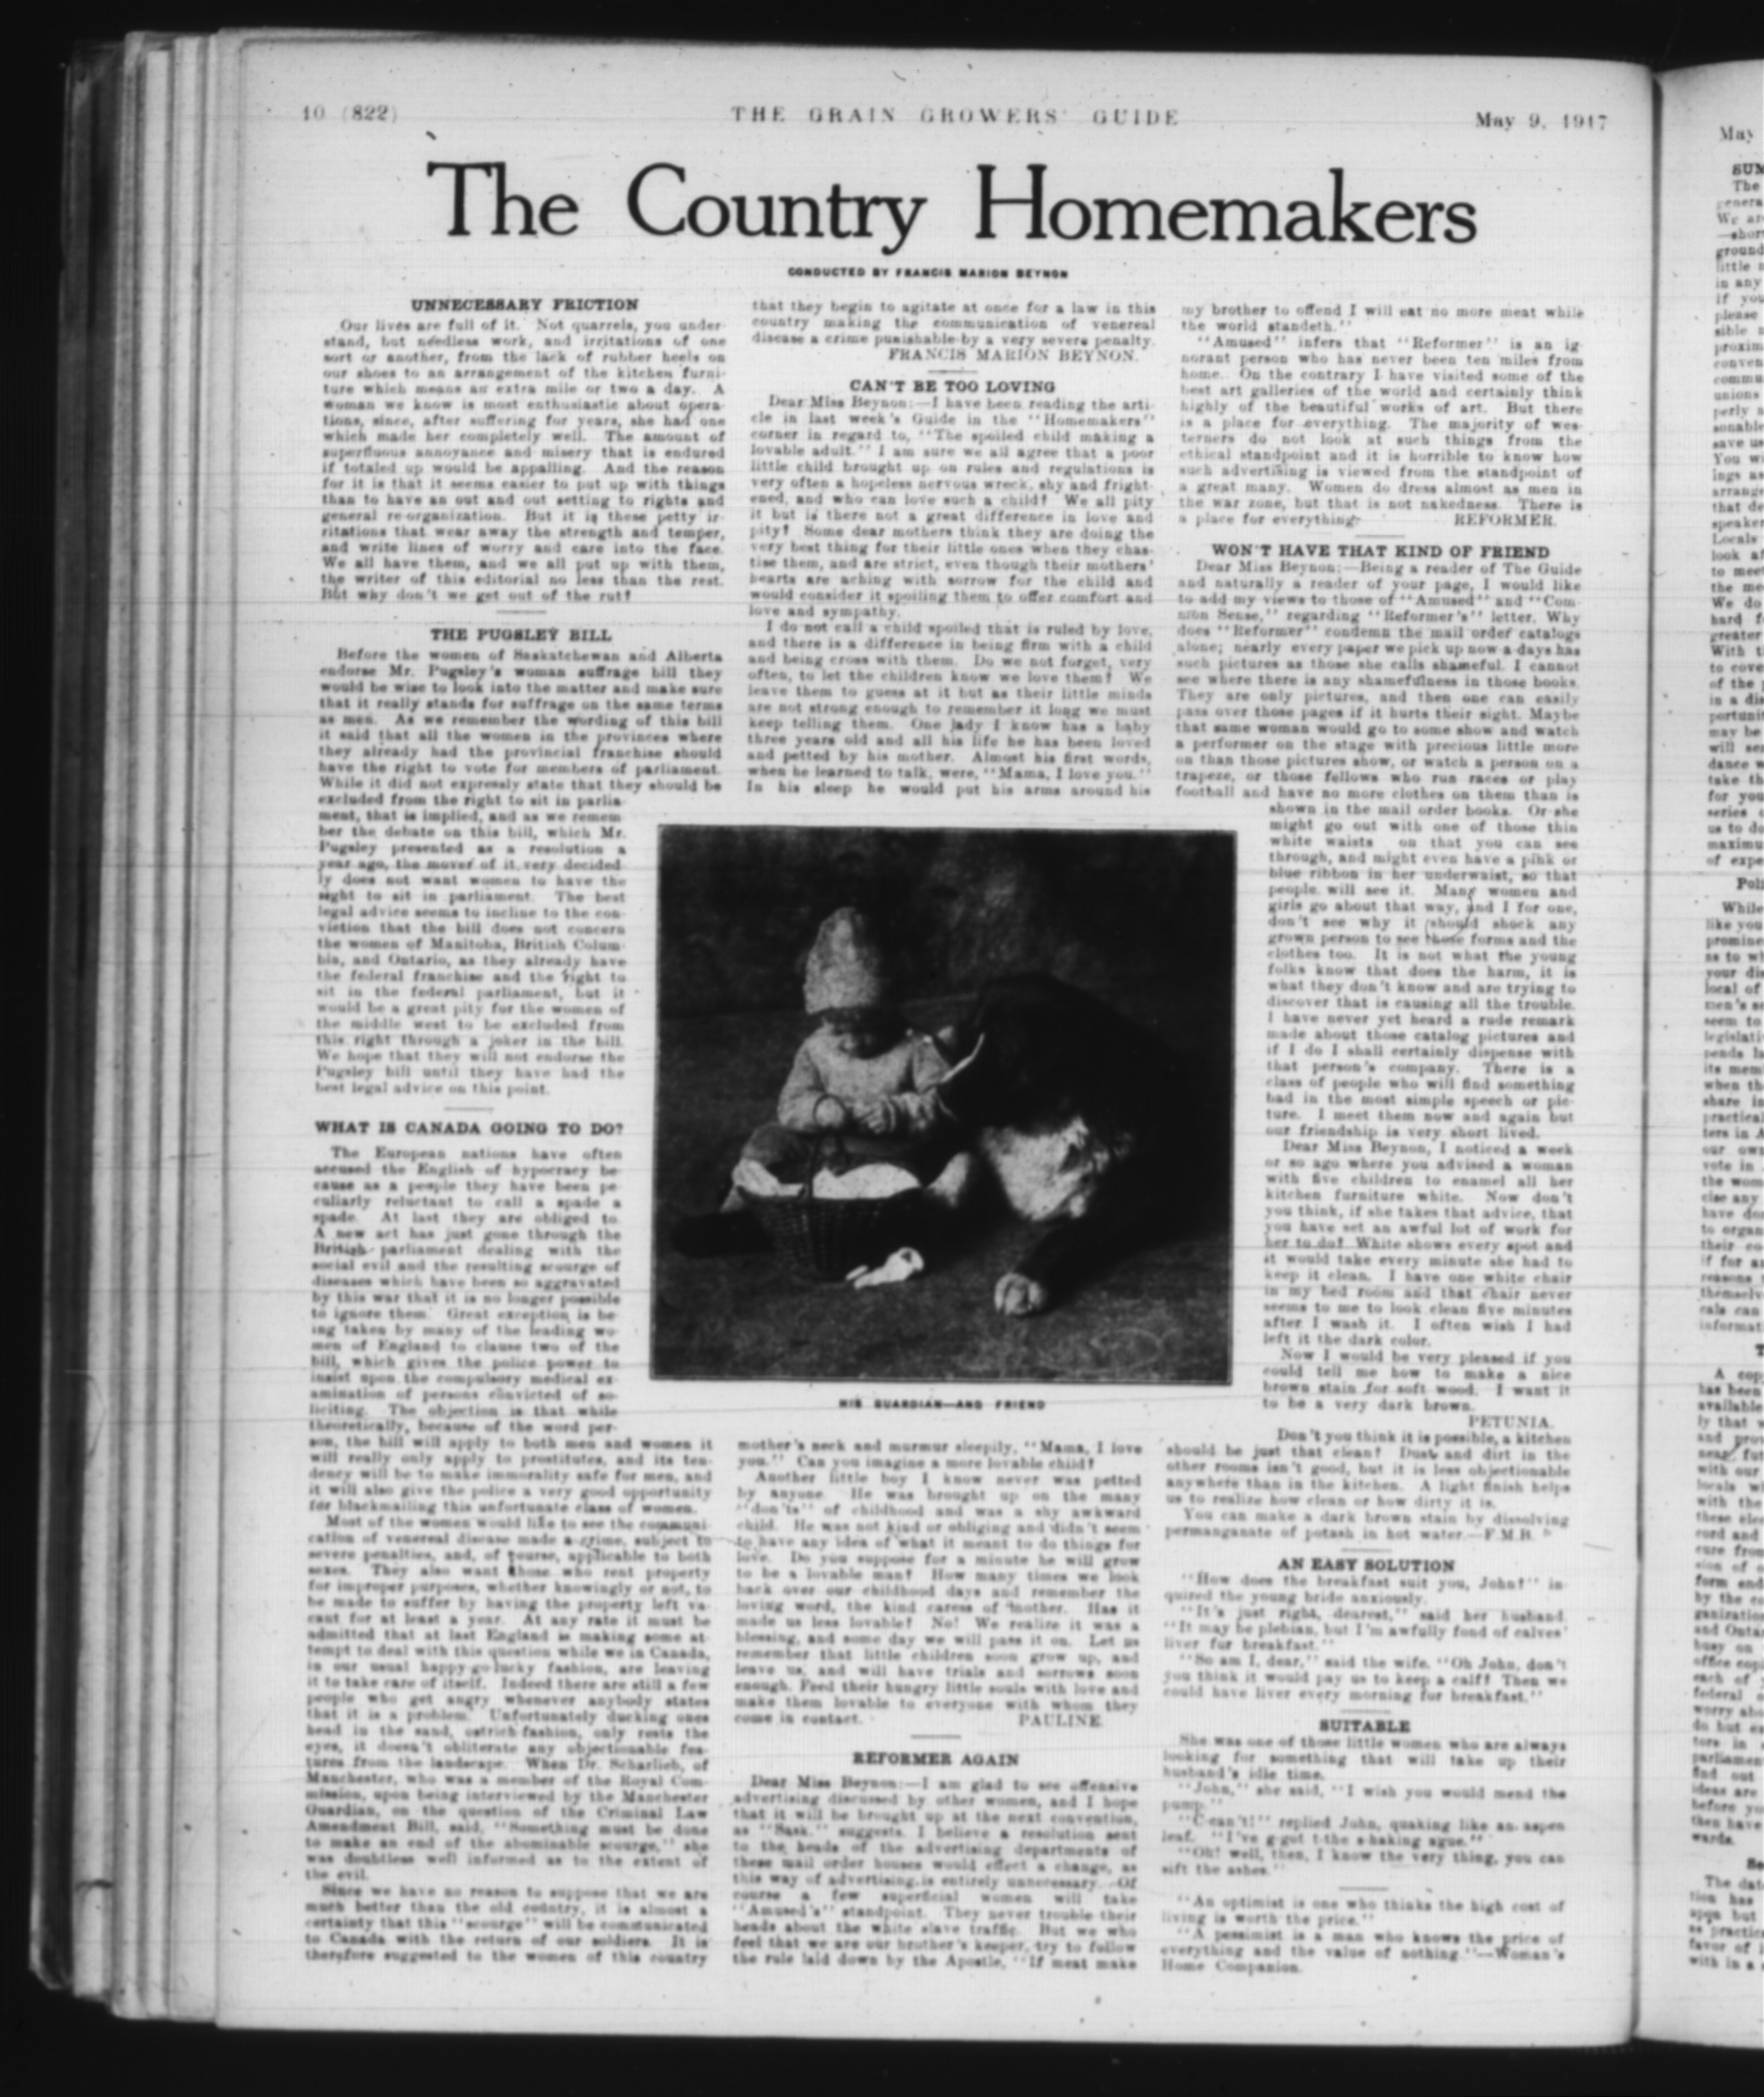 10 (822)
THE GRAIN GROWERS' GUIDE
May 9, 1917
The Country Homemakers
CONDUCTED BY FRANCIS MARION BEYNON
UNNECESSARY FRICTION
Our lives are full of it. Not quarrels, you under-
stand, but needless work, and irritations of one
sort or another, from the lack of rubber heels on
our shoes to an arrangement of the kitchen furni-
ture which means an extra mile or two a day. A
woman we know is most enthusiastic about opera-
tions, since, after suffering for years, she had one
which made her completely well. The amount of
superfluous annoyance and misery that is endured
if totaled up would be appalling. And the reason
for it is that it seems easier to put up with things
than to have an out and out setting to rights and
general re-organization. But it is these petty ir-
ritations that wear away the strength and temper,
and write lines of worry and care into the face.
We all have them, and we all put up with them,
the writer of this editorial no less than the rest.
But why don't we get out of the rut?
THE PUGSLEY BILL
Before the women of Saskatchewan and Alberta
endorse Mr. Pugsley's woman suffrage bill they
would be wise to look into the matter and make sure
that it really stands for suffrage on the same terms
as men. As we remember the wording of this bill
it said that all the women in the provinces where
they already had the provincial franchise should
have the right to vote for members of parliament.
While it did not expressly state that they should be
excluded from the right to sit in parlia-
ment, that is implied, and as we remem-
ber the debate on this bill, which Mr.
Pugsley presented as a resolution a
year ago, the mover of it very decided-
ly does not want women to have the
right to sit in parliament. The best
legal advice seems to incline to the con-
viction that the bill does not concern
the women of Manitoba, British Colum-
bia, and Ontario, as they already have
the federal franchise and the right to
sit in the federal parliament, but it
would be a great pity for the women of
the middle west to be excluded from
this right through a joker in the bill.
We hope that they will not endorse the
Pugsley bill until they have had the
best legal advice on this point.
WHAT IS CANADA GOING TO DO?
The European nations have often
accused the English of hypocracy be-
cause as a people they have been pe-
culiarly reluctant to call a spade a
spade. At last they are obliged to.
A new act has just gone through the
British parliament dealing with the
social evil and the resulting scourge of
diseases which have been so aggravated
by this war that it is no longer possible
to ignore them. Great exception is be-
ing taken by many of the leading wo-
men of England to clause two of the
bill, which gives the police power to
insist upon the compulsory medical ex-
amination of persons convicted of so-
liciting. The objection is that while
theoretically, because of the word per-
son, the bill will apply to both men and women it
will really only apply to prostitutes, and its ten-
dency will be to make immorality safe for men, and
it will also give the police a very good opportunity
for blackmailing this unfortunate class of women.
Most of the women would like to see the communi-
cation of venereal disease made a crime, subject to
severe penalties, and, of course, applicable to both
sexes. They also want those who rent property
for improper purposes, whether knowingly or not, to
be made to suffer by having the property left va-
cant for at least a year. At any rate it must be
admitted that at last England is making some at-
tempt to deal with this question while we in Canada,
in our usual happy-go-lucky fashion, are leaving
it to take care of itself. Indeed there are still a few
people who get angry whenever anybody states
that it is a problem. Unfortunately ducking ones
head in the sand, ostrich-fashion, only rests the
eyes, it doesn't obliterate any objectionable fea-
tures from the landscape. When Dr. Scharlieb, of
Manchester, who was a member of the Royal Com-
mission, upon being interviewed by the Manchester
Guardian, on the question of the Criminal Law
Amendment Bill, said, "Something must be done
to make an end of the abominable scourge," she
was doubtless well informed as to the extent of
the evil.
Since we have no reason to suppose that we are
much better than the old country, it is almost a
certainty that this "scourge" will be communicated
to Canada with the return of our soldiers. It is
therefore suggested to the women of this country
that they begin to agitate at once for a law in this
country making the communication of venereal
disease a crime punishable by a very severe penalty.
FRANCIS MARION BEYNON.
CAN'T BE TOO LOVING
Dear Miss Beynon:—I have been reading the arti-
cle in last week's Guide in the "Homemakers"
corner in regard to, "The spoiled child making a
lovable adult." I am sure we all agree that a poor
little child brought up on rules and regulations is
very often a hopeless nervous wreck, shy and fright-
ened, and who can love such a child? We all pity
it but is there not a great difference in love and
pity? Some dear mothers think they are doing the
very best thing for their little ones when they chas-
tise them, and are strict, even though their mothers'
hearts are aching with sorrow for the child and
would consider it spoiling them to offer comfort and
love and sympathy.
I do not call a child spoiled that is ruled by love,
and there is a difference in being firm with a child
and being cross with them. Do we not forget, very
often, to let the children know we love them? We
leave them to guess at it but as their little minds
are not strong enough to remember it long we must
keep telling them. One lady I know has a baby
three years old and all his life he has been loved
and petted by his mother. Almost his first words,
when he learned to talk, were, "Mama, I love you."
In his sleep he would put his arms around his
HIS GUARDIAN—AND FRIEND
mother's neck and murmur sleepily, "Mama, I love
you." Can you imagine a more lovable child?
Another little boy I know never was petted
by anyone. He was brought up on the many
"don'ts" of childhood and was a shy awkward
child. He was not kind or obliging and didn't seem
to have any idea of what it meant to do things for
love. Do you suppose for a minute he will grow
to be a lovable man? How many times we look
back over our childhood days and remember the
loving word, the kind caress of mother. Has it
made us less lovable? No! We realize it was a
blessing, and some day we will pass it on. Let us
remember that little children soon grow up, and
leave us, and will have trials and sorrows soon
enough. Feed their hungry little souls with love and
make them lovable to everyone with whom they
come in contact.
PAULINE.
REFORMER AGAIN
Dear Miss Beynon:—I am glad to see offensive
advertising discussed by other women, and I hope
that it will be brought up at the next convention,
as "Sask." suggests. I believe a resolution sent
to the heads of the advertising departments of
these mail order houses would effect a change, as
this way of advertising is entirely unnecessary. Of
course a few superficial women will take
"Amused's" standpoint. They never trouble their
heads about the white slave traffic. But we who
feel that we are our brother's keeper, try to follow
the rule laid down by the Apostle, "If meat make
my brother to offend I will eat no more meat while
the world standeth."
"Amused" infers that "Reformer" is an ig-
norant person who has never been ten miles from
home. On the contrary I have visited some of the
best art galleries of the world and certainly think
highly of the beautiful works of art. But there
is a place for everything. The majority of wes-
terners do not look at such things from the
ethical standpoint and it is horrible to know how
such advertising is viewed from the standpoint of
a great many. Women do dress almost as men in
the war zone, but that is not nakedness. There is
a place for everything.
REFORMER.
WON'T HAVE THAT KIND OF FRIEND
Dear Miss Beynon:—Being a reader of The Guide
and naturally a reader of your page, I would like
to add my views to those of "Amused" and "Com-
mon Sense," regarding "Reformer's" letter. Why
does "Reformer" condemn the mail order catalogs
alone; nearly every paper we pick up now-a-days has
such pictures as those she calls shameful. I cannot
see where there is any shamefulness in those books.
They are only pictures, and then one can easily
pass over those pages if it hurts their sight. Maybe
that same woman would go to some show and watch
a performer on the stage with precious little more
on than those pictures show, or watch a person on a
trapeze, or those fellows who run races or play
football and have no more clothes on them than is
shown in the mail order books. Or she
might go out with one of those thin
white waists on that you can see
through, and might even have a pink or
blue ribbon in her underwaist, so that
people will see it. Many women and
girls go about that way, and I for one,
don't see why it should shock any
grown person to see those forms and the
clothes too. It is not what the young
folks know that does the harm, it is
what they don't know and are trying to
discover that is causing all the trouble.
I have never yet heard a rude remark
made about those catalog pictures and
if I do I shall certainly dispense with
that person's company. There is a
class of people who will find something
bad in the most simple speech or pic-
ture. I meet them now and again but
our friendship is very short lived.
Dear Miss Beynon, I noticed a week
or so ago where you advised a woman
with five children to enamel all her
kitchen furniture white. Now don't
you think, if she takes that advice, that
you have set an awful lot of work for
her to do? White shows every spot and
it would take every minute she had to
keep it clean. I have one white chair
in my bed room and that chair never
seems to me to look clean five minutes
after I wash it. I often wish I had
left it the dark color.
Now I would be very pleased if you
could tell me how to make a nice
brown stain for soft wood. I want it
to be a very dark brown.
PETUNIA.
Don't you think it is possible, a kitchen
should be just that clean? Dust and dirt in the
other rooms isn't good, but it is less objectionable
anywhere than in the kitchen. A light finish helps
us to realize how clean or how dirty it is.
You can make a dark brown stain by dissolving
permanganate of potash in hot water.—F.M.B.
AN EASY SOLUTION
"How does the breakfast suit you, John?" in-
quired the young bride anxiously.
"It's just right, dearest," said her husband.
"It may be plebian, but I'm awfully fond of calves'
liver for breakfast."
"So am I, dear," said the wife. "Oh John, don't
you think it would pay us to keep a calf? Then we
could have liver every morning for breakfast."
SUITABLE
She was one of those little women who are always
looking for something that will take up their
husband's idle time.
"John," she said, "I wish you would mend the
pump."
"C-can't!" replied John, quaking like an aspen
leaf. "I've g-got t-the s-haking ague."
"Oh! well, then, I know the very thing, you can
sift the ashes."
"An optimist is one who thinks the high cost of
living is worth the price."
"A pessimist is a man who knows the price of
everything and the value of nothing."—Woman's
Home Companion.
May